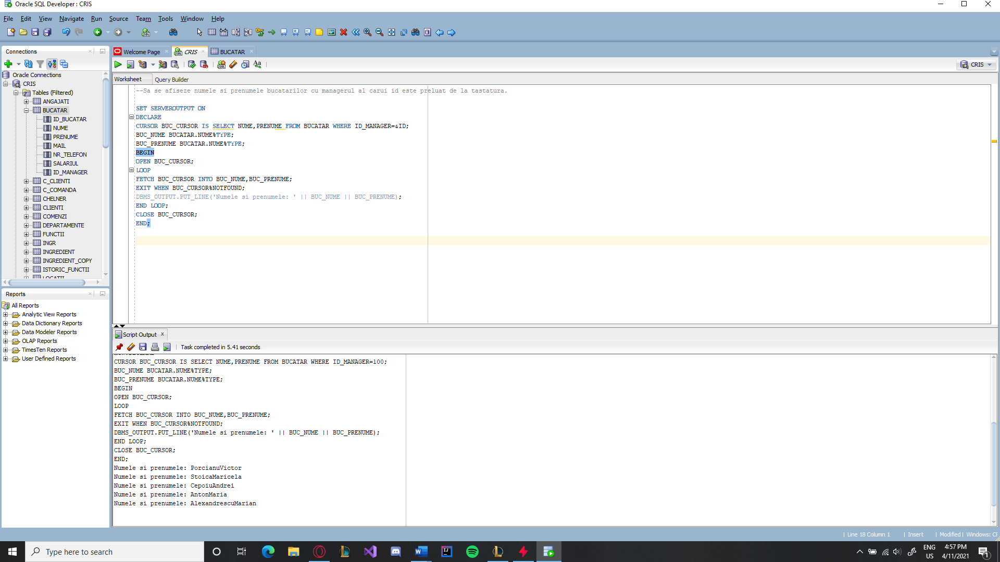 Oracle SQL Developer : CRIS
File Edit View Navigate Run Source Team Tools Window Help
Connections
Oracle Connections
CRIS
Tables (Filtered)
ANGAJATI
BUCATAR
ID_BUCATAR
NUME
PRENUME
MAIL
NR_TELEFON
SALARIUL
ID_MANAGER
C_CLIENTI
C_COMANDA
CHELNER
CLIENTI
COMENZI
DEPARTAMENTE
FUNCTII
INGR
INGREDIENT
INGREDIENT_COPY
ISTORIC_FUNCTII
LOCATII
Reports
All Reports
Analytic View Reports
Data Dictionary Reports
Data Modeler Reports
OLAP Reports
TimesTen Reports
User Defined Reports
Welcome Page CRIS BUCATAR
CRIS
Worksheet Query Builder
--Sa se afiseze numele si prenumele bucatarilor cu managerul al carui id este preluat de la tastatura.
SET SERVEROUTPUT ON
DECLARE
CURSOR BUC_CURSOR IS SELECT NUME,PRENUME FROM BUCATAR WHERE ID_MANAGER=&ID;
BUC_NUME BUCATAR.NUME%TYPE;
BUC_PRENUME BUCATAR.NUME%TYPE;
BEGIN
OPEN BUC_CURSOR;
LOOP
FETCH BUC_CURSOR INTO BUC_NUME,BUC_PRENUME;
EXIT WHEN BUC_CURSOR%NOTFOUND;
DBMS_OUTPUT.PUT_LINE('Numele si prenumele: ' || BUC_NUME || BUC_PRENUME);
END LOOP;
CLOSE BUC_CURSOR;
END;
Script Output
Task completed in 5.41 seconds
CURSOR BUC_CURSOR IS SELECT NUME,PRENUME FROM BUCATAR WHERE ID_MANAGER=100;
BUC_NUME BUCATAR.NUME%TYPE;
BUC_PRENUME BUCATAR.NUME%TYPE;
BEGIN
OPEN BUC_CURSOR;
LOOP
FETCH BUC_CURSOR INTO BUC_NUME,BUC_PRENUME;
EXIT WHEN BUC_CURSOR%NOTFOUND;
DBMS_OUTPUT.PUT_LINE('Numele si prenumele: ' || BUC_NUME || BUC_PRENUME);
END LOOP;
CLOSE BUC_CURSOR;
END;
Numele si prenumele: PorcianuVictor
Numele si prenumele: StoicaMaricela
Numele si prenumele: CepoiuAndrei
Numele si prenumele: AntonMaria
Numele si prenumele: AlexandrescuMarian
Line 18 Column 1 | Insert | Modified | Windows:
Type here to search
ENG
US
4:57 PM
4/11/2021
1